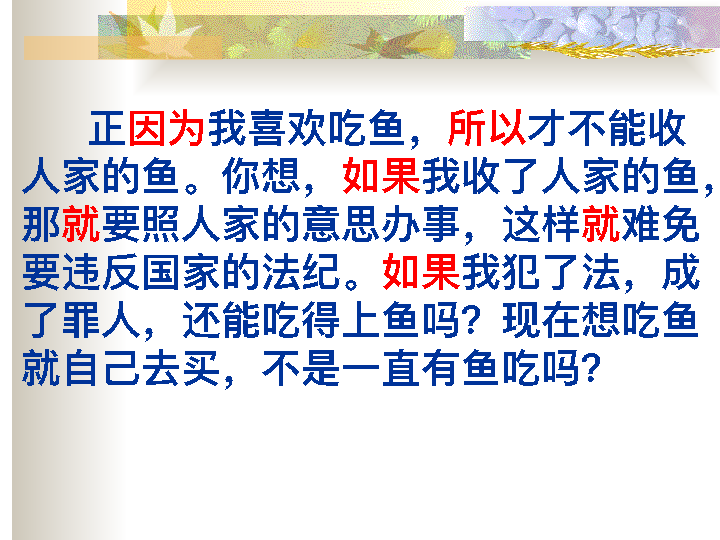 正因为我喜欢吃鱼，所以才不能收
人家的鱼。你想，如果我收了人家的鱼，
那就要照人家的意思办事，这样就难免
要违反国家的法纪。如果我犯了法，成
了罪人，还能吃得上鱼吗？现在想吃鱼
就自己去买，不是一直有鱼吃吗？